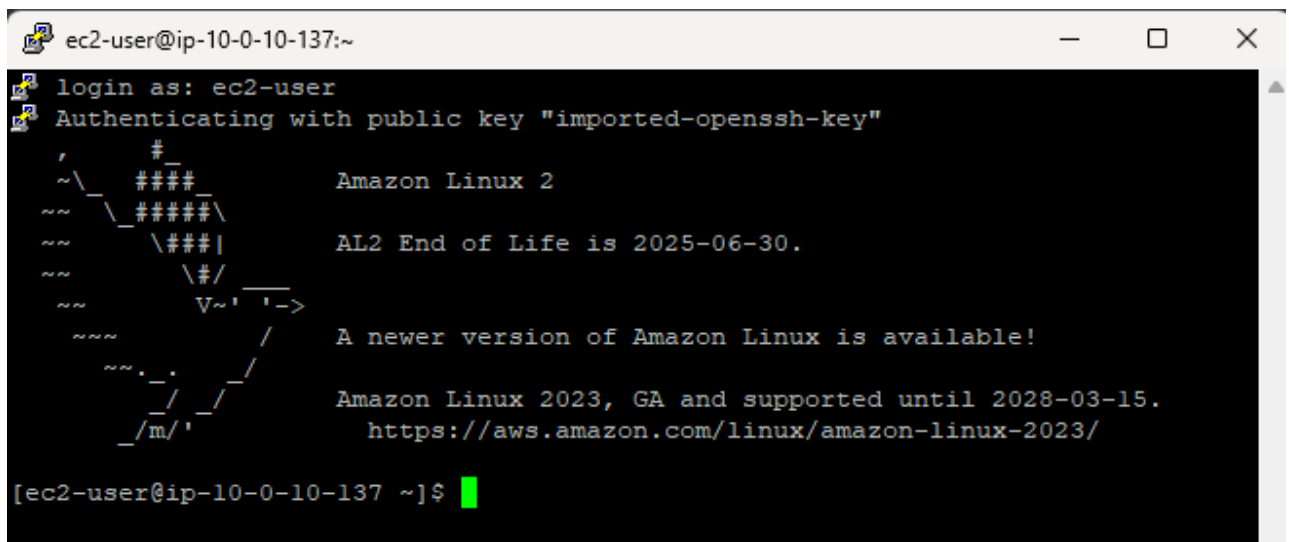 ec2-user@ip-10-0-10-137:~
login as: ec2-user
Authenticating with public key "imported-openssh-key"
   ,     #_
   ~\_  ####_        Amazon Linux 2
  ~~  \_#####\
  ~~     \###|       AL2 End of Life is 2025-06-30.
  ~~       \#/ ___
   ~~       V~' '->
    ~~~         /    A newer version of Amazon Linux is available!
      ~~._.   _/
         _/ _/       Amazon Linux 2023, GA and supported until 2028-03-15.
       _/m/'           https://aws.amazon.com/linux/amazon-linux-2023/
[ec2-user@ip-10-0-10-137 ~]$